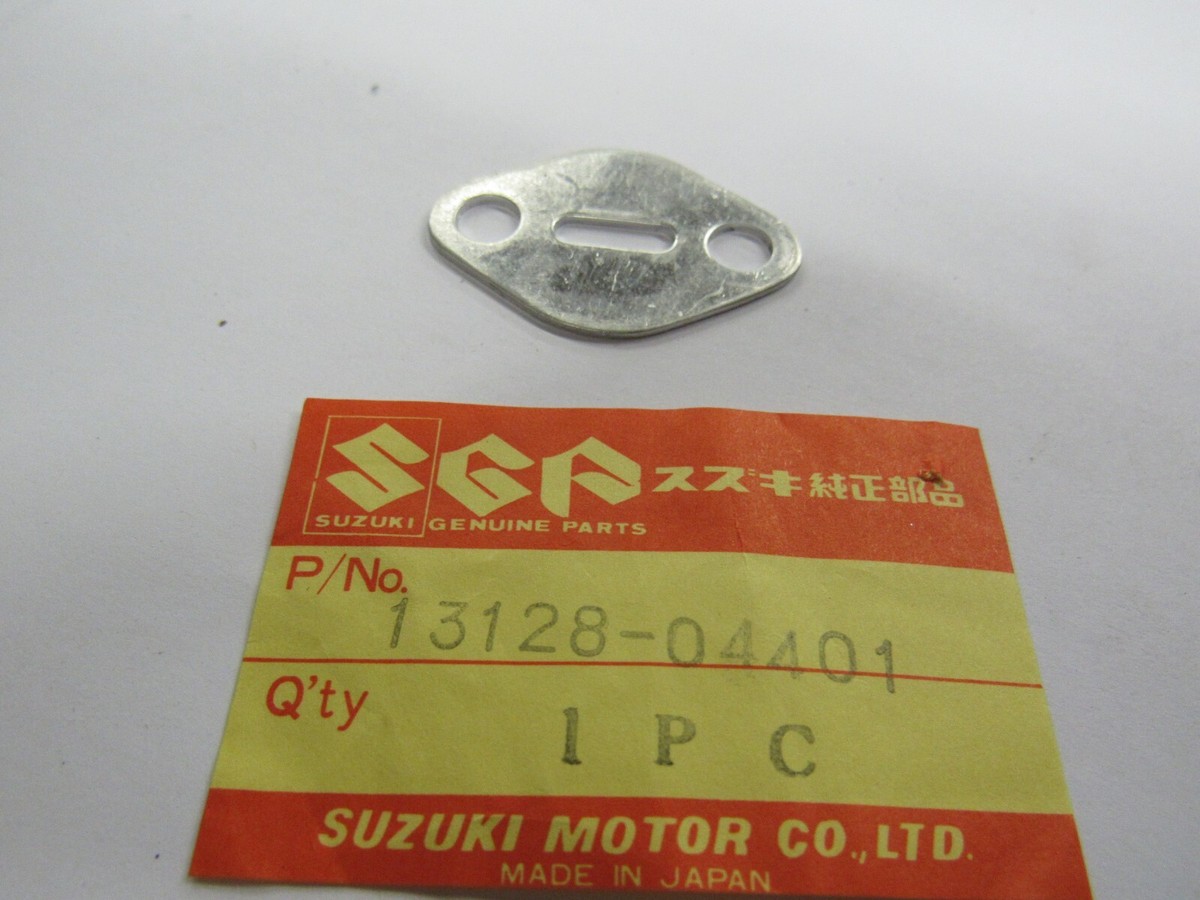 SGP スズキ純正部品
SUZUKI GENUINE PARTS
P/No.
13128-04401
Q'ty
1 P C
SUZUKI MOTOR CO.,LTD.
MADE IN JAPAN